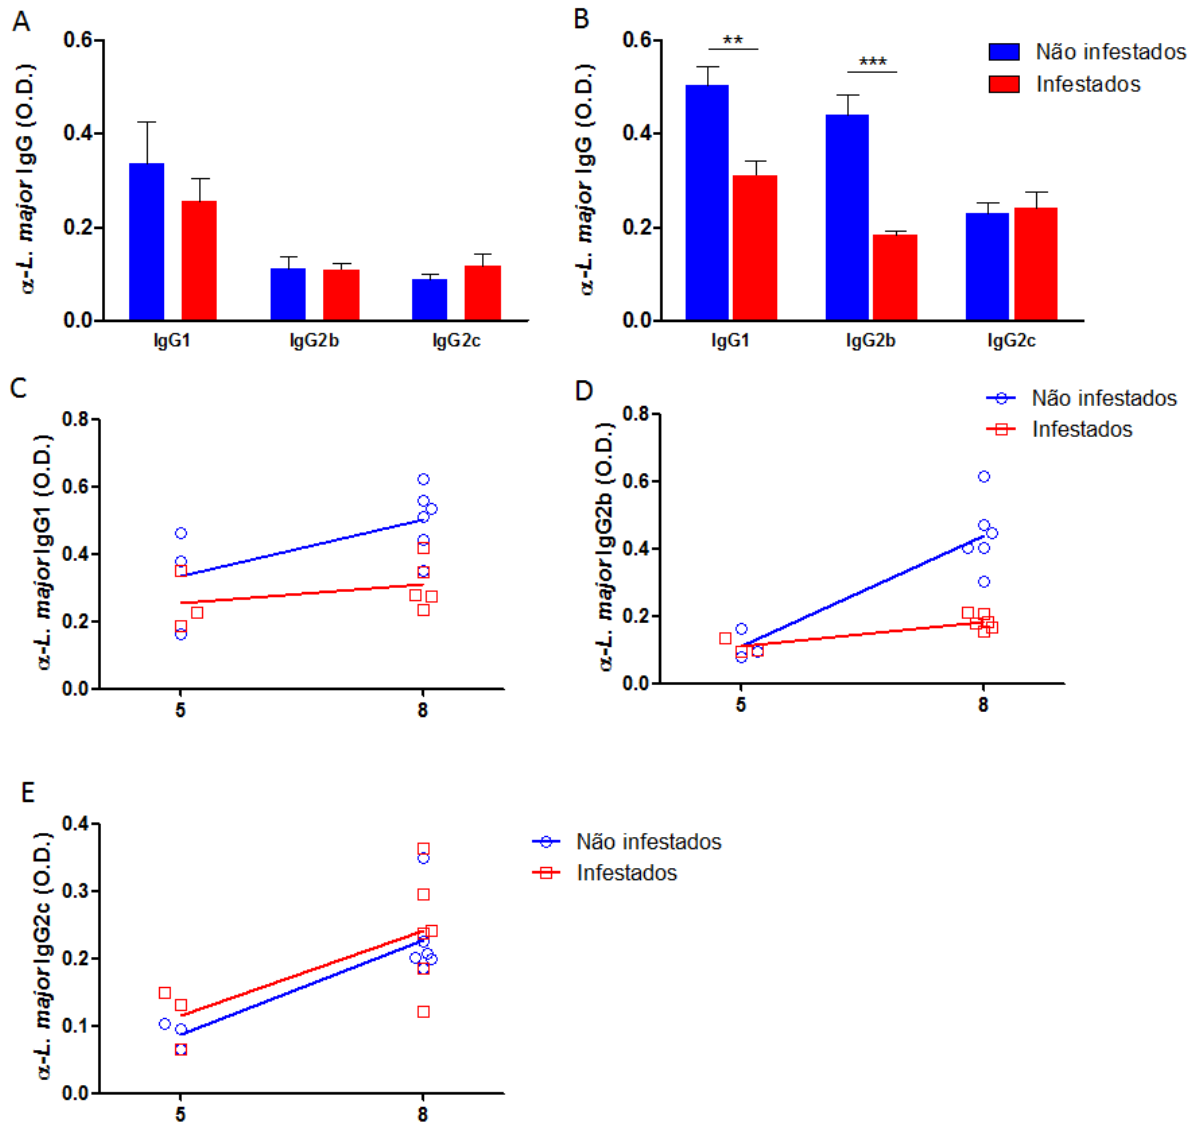 A
0.6
0.4
0.2
0.0
α-L. major IgG (O.D.)
IgG1
IgG2b
IgG2c
B
0.6
0.4
0.2
0.0
α-L. major IgG (O.D.)
**
***
IgG1
IgG2b
IgG2c
Não infestados
Infestados
C
0.8
0.6
0.4
0.2
0.0
α-L. major IgG1 (O.D.)
5
8
D
0.8
0.6
0.4
0.2
0.0
α-L. major IgG2b (O.D.)
5
8
Não infestados
Infestados
E
0.4
0.3
0.2
0.1
0.0
α-L. major IgG2c (O.D.)
5
8
Não infestados
Infestados